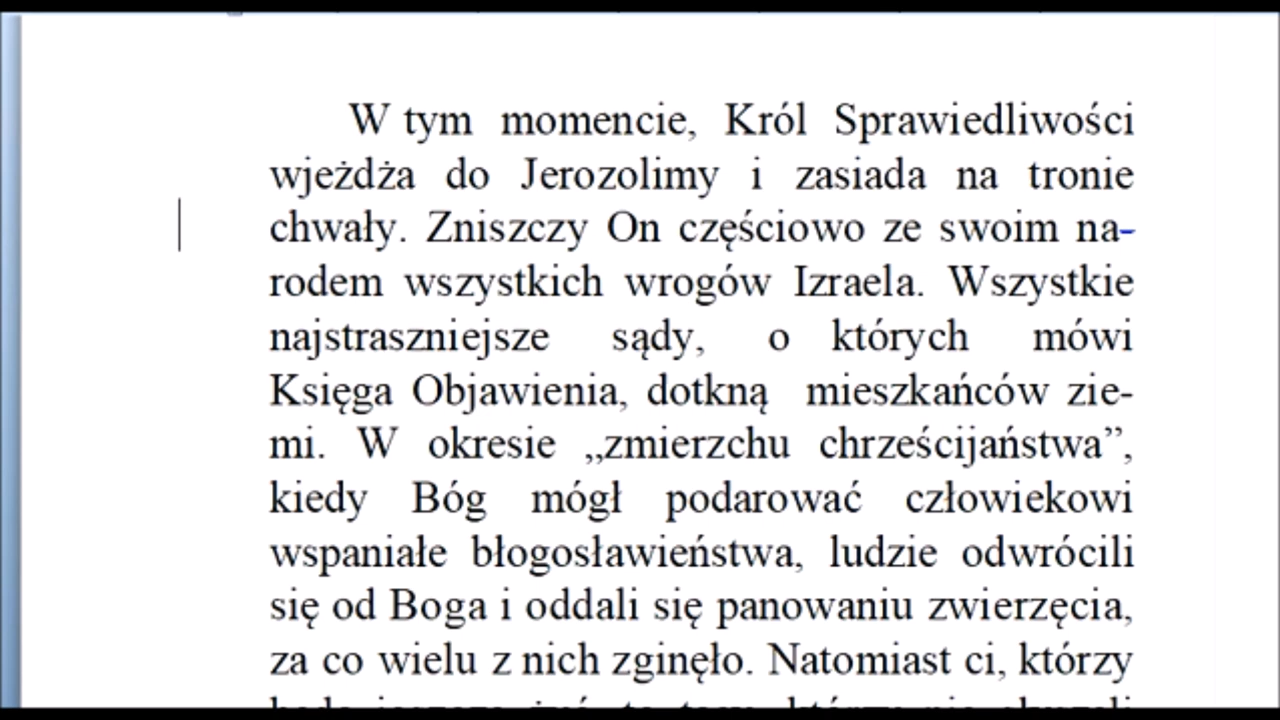 W tym momencie, Król Sprawiedliwości
wjeżdża do Jerozolimy i zasiada na tronie
chwały. Zniszczy On częściowo ze swoim na-
rodem wszystkich wrogów Izraela. Wszystkie
najstraszniejsze sądy, o których mówi
Księga Objawienia, dotkną mieszkańców zie-
mi. W okresie „zmierzchu chrześcijaństwa”,
kiedy Bóg mógł podarować człowiekowi
wspaniałe błogosławieństwa, ludzie odwrócili
się od Boga i oddali się panowaniu zwierzęcia,
za co wielu z nich zginęło. Natomiast ci, którzy